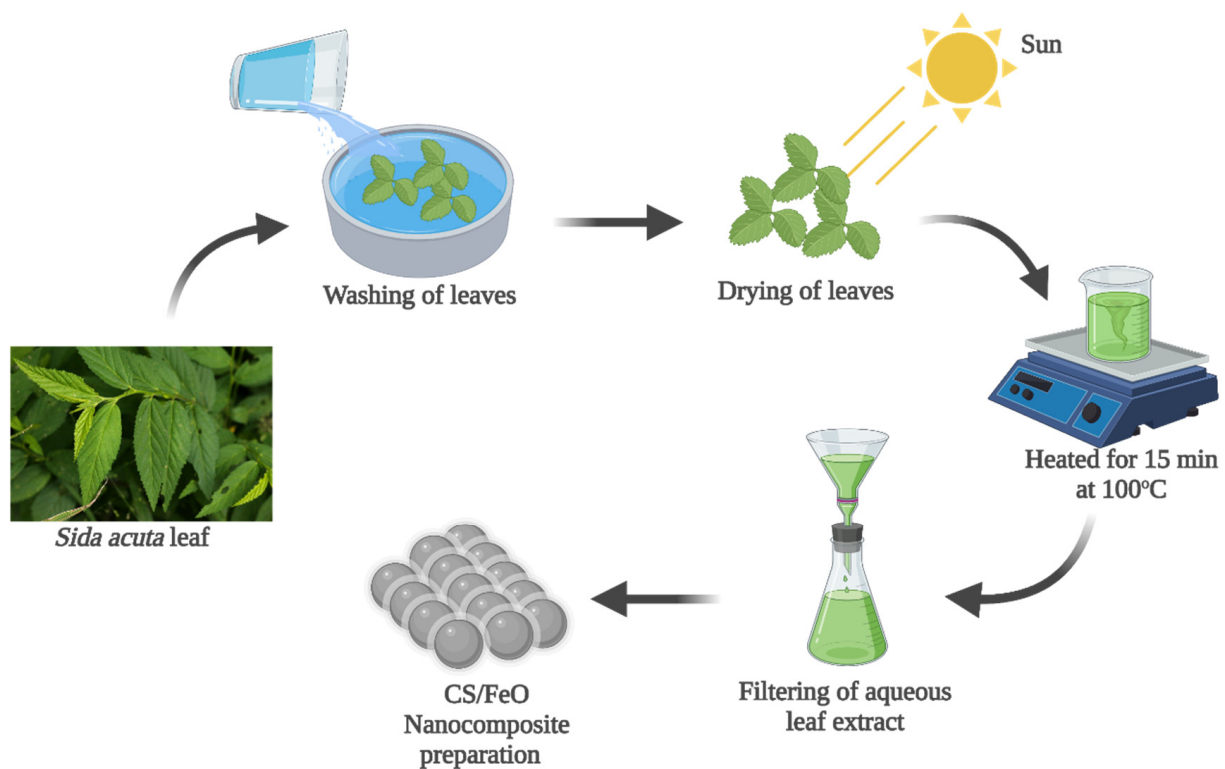 Sun
Washing of leaves
Drying of leaves
Heated for 15 min
at 100°C
Sida acuta leaf
Filtering of aqueous
leaf extract
CS/FeO
Nanocomposite
preparation